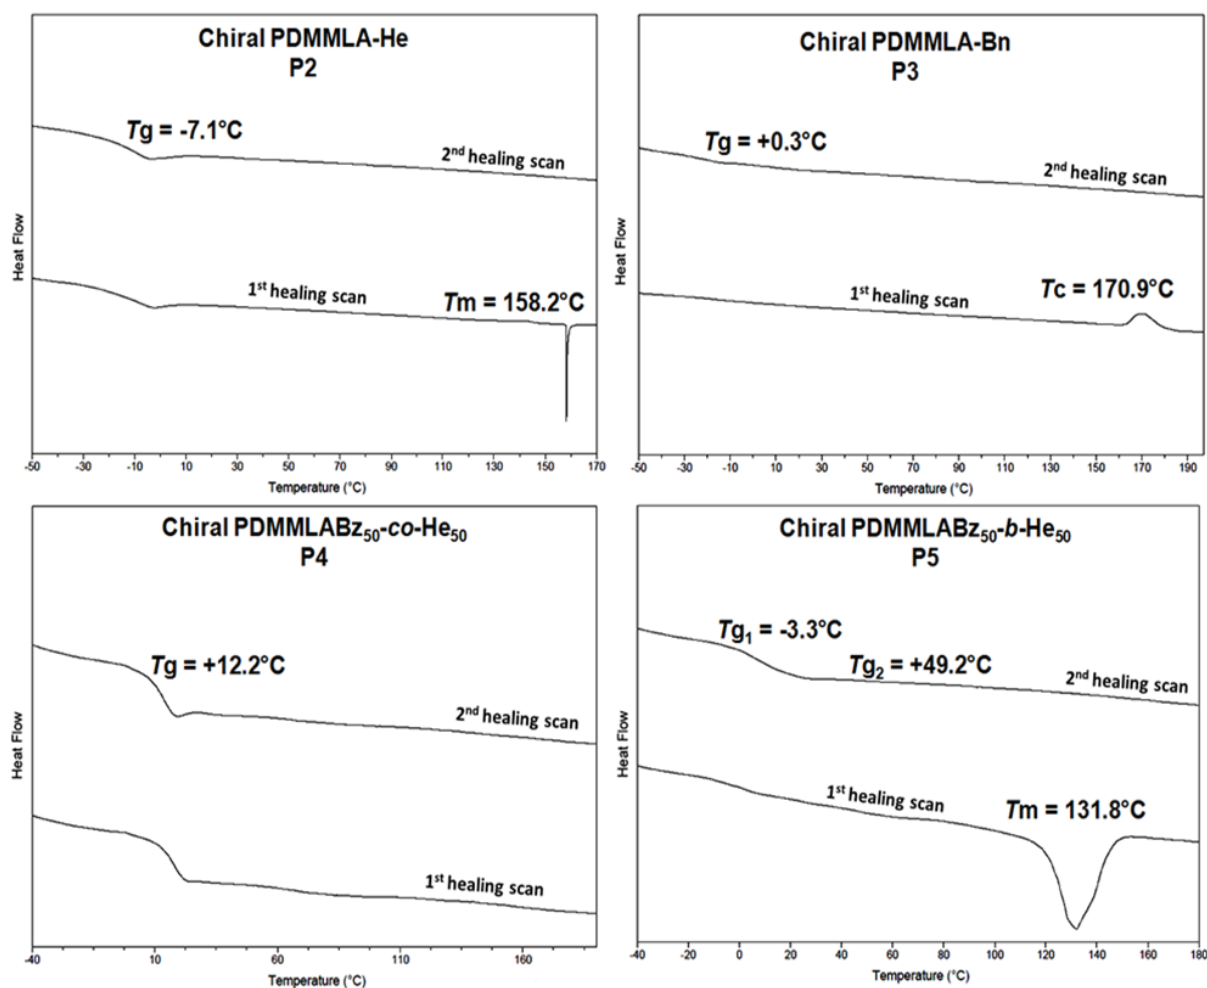 Chiral PDMMLA-He
P2
Tg = -7.1°C
2nd healing scan
1st healing scan
Tm = 158.2°C
Heat Flow
-50 -30 -10 10 30 50 70 90 110 130 150 170
Temperature (°C)
Chiral PDMMLA-Bn
P3
Tg = +0.3°C
2nd healing scan
1st healing scan
Tc = 170.9°C
Heat Flow
-50 -30 -10 10 30 50 70 90 110 130 150 170 190
Temperature (°C)
Chiral PDMMLABz50-co-He50
P4
Tg = +12.2°C
2nd healing scan
1st healing scan
Heat Flow
-40 10 60 110 160
Temperature (°C)
Chiral PDMMLABz50-b-He50
P5
Tg1 = -3.3°C
Tg2 = +49.2°C
2nd healing scan
1st healing scan
Tm = 131.8°C
Heat Flow
-40 -20 0 20 40 60 80 100 120 140 160 180
Temperature (°C)